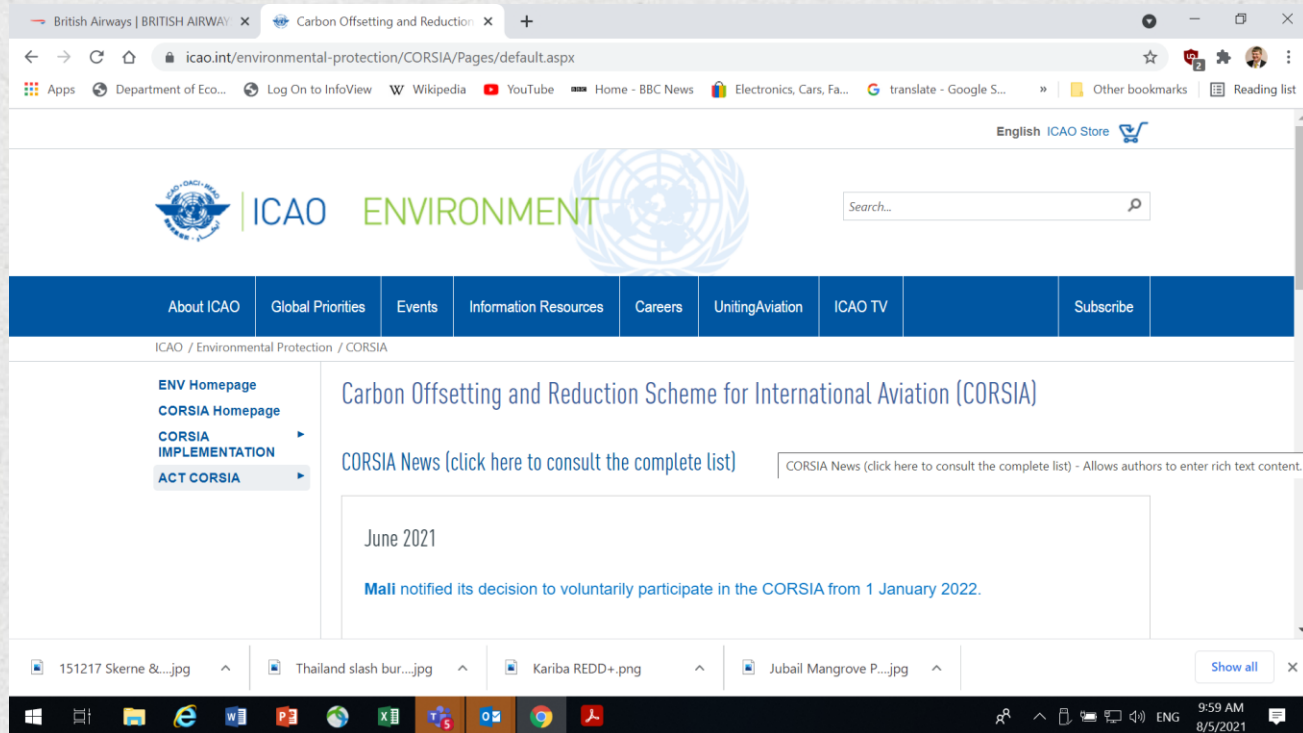 British Airways | BRITISH AIRWAY
Carbon Offsetting and Reduction
icao.int/environmental-protection/CORSIA/Pages/default.aspx
2
Apps Department of Eco... Log On to InfoView Wikipedia YouTube Home - BBC News Electronics, Cars, Fa... translate - Google S... » Other bookmarks Reading list
English ICAO Store
ICAO ENVIRONMENT
Search...
About ICAO Global Priorities Events Information Resources Careers UnitingAviation ICAO TV Subscribe
ICAO / Environmental Protection / CORSIA
ENV Homepage
CORSIA Homepage
CORSIA
IMPLEMENTATION
ACT CORSIA
Carbon Offsetting and Reduction Scheme for International Aviation (CORSIA)
CORSIA News (click here to consult the complete list)
CORSIA News (click here to consult the complete list) - Allows authors to enter rich text content.
June 2021
Mali notified its decision to voluntarily participate in the CORSIA from 1 January 2022.
151217 Skerne &....jpg Thailand slash bur....jpg Kariba REDD+.png Jubail Mangrove P....jpg Show all
5
ENG
9:59 AM
8/5/2021